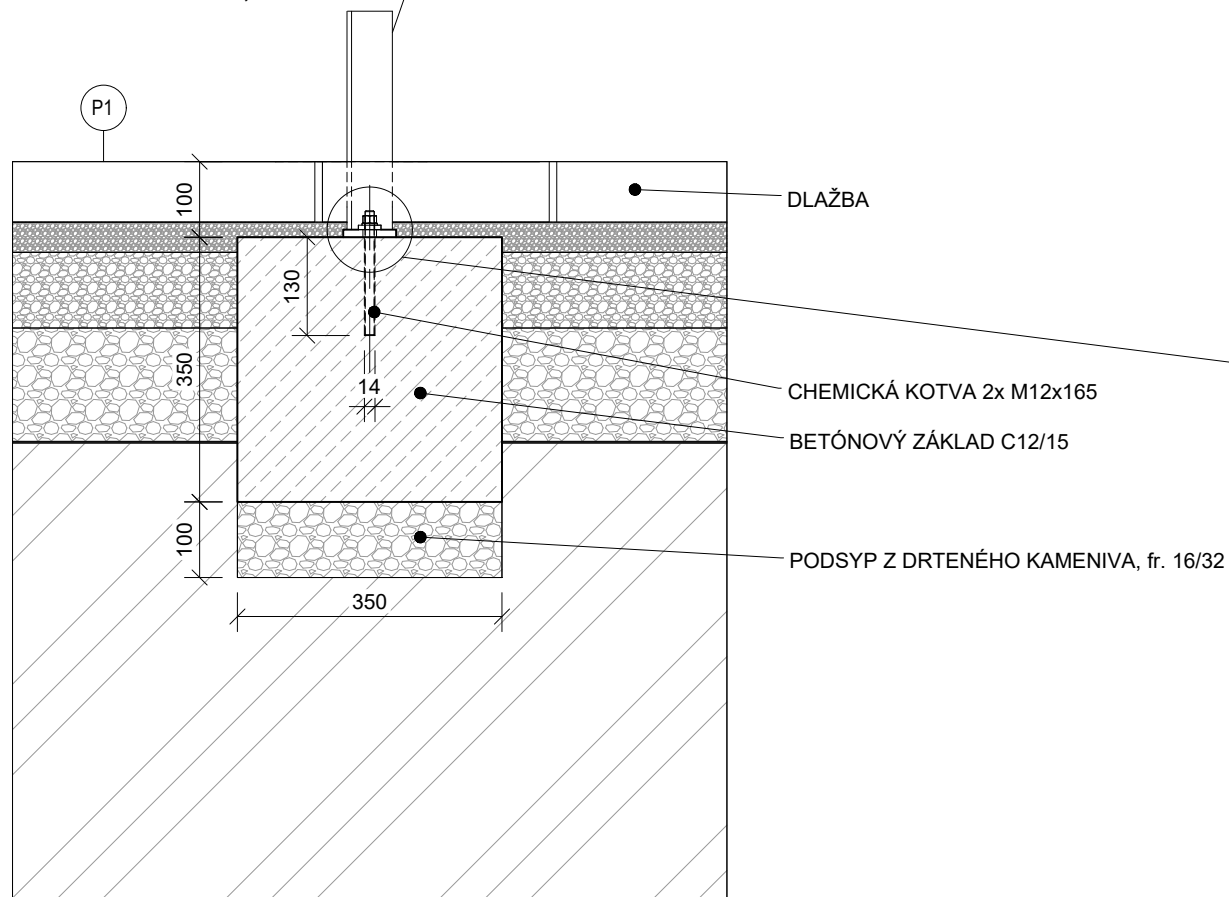 P1
100
DLAŽBA
130
350
14
CHEMICKÁ KOTVA 2x M12x165
BETÓNOVÝ ZÁKLAD C12/15
100
PODSYP Z DRTENÉHO KAMENIVA, fr. 16/32
350